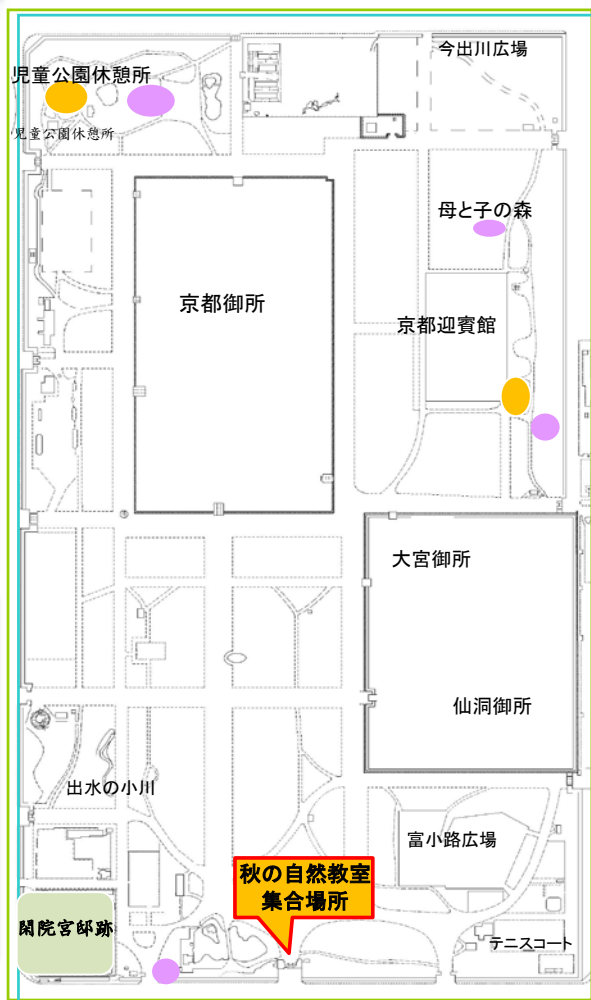 今出川広場
児童公園休憩所
児童公園休憩所
母と子の森
京都御所
京都迎賓館
大宮御所
仙洞御所
出水の小川
富小路広場
秋の自然教室
集合場所
閑院宮邸跡
テニスコート